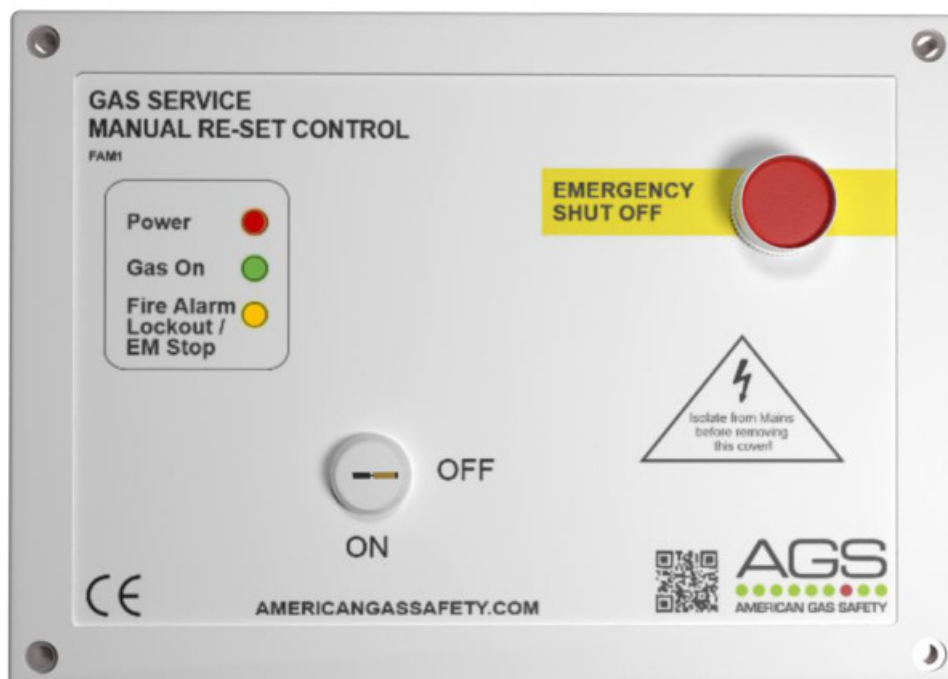 GAS SERVICE
MANUAL RE-SET CONTROL
FAM1
Power
Gas On
Fire Alarm
Lockout /
EM Stop
EMERGENCY
SHUT OFF
Isolate from Mains
before removing
this cover!
OFF
ON
CE
AMERICANGASSAFETY.COM
AGS
AMERICAN GAS SAFETY